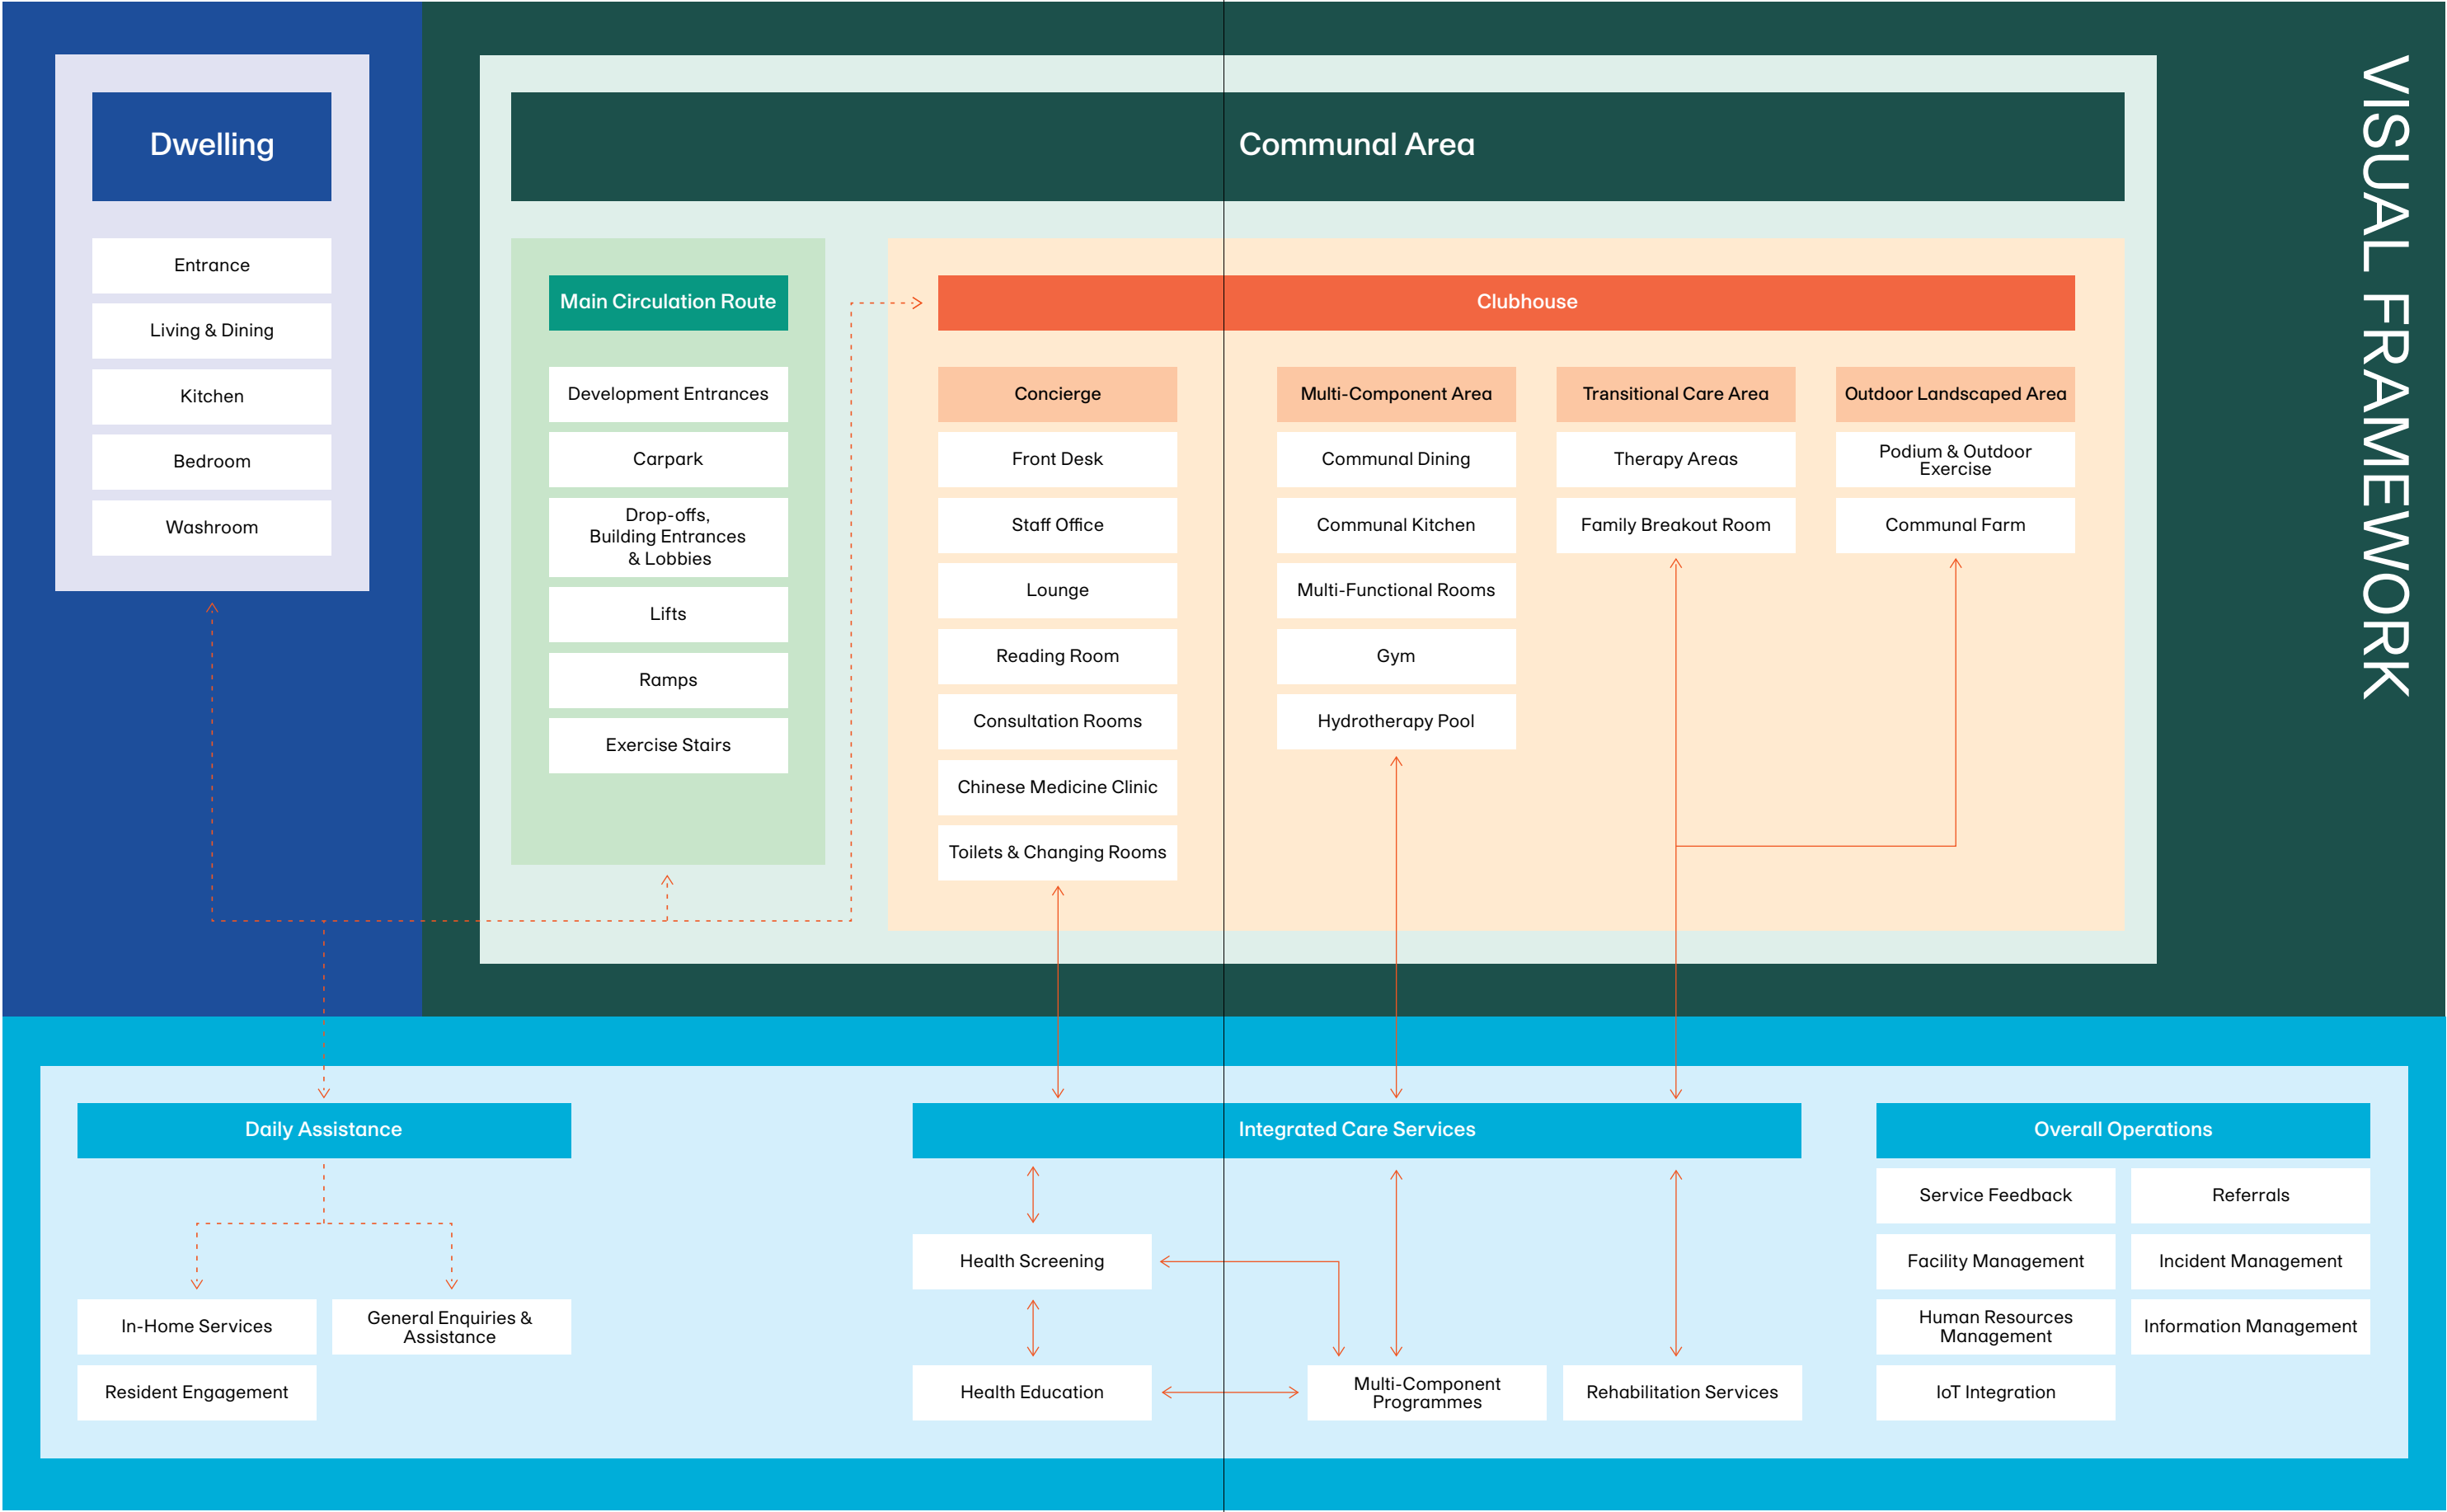 VISUAL FRAMEWORK
Dwelling
Entrance
Living & Dining
Kitchen
Bedroom
Washroom
Communal Area
Main Circulation Route
Development Entrances
Carpark
Drop-offs,
Building Entrances
& Lobbies
Lifts
Ramps
Exercise Stairs
Clubhouse
Concierge
Front Desk
Staff Office
Lounge
Reading Room
Consultation Rooms
Chinese Medicine Clinic
Toilets & Changing Rooms
Multi-Component Area
Communal Dining
Communal Kitchen
Multi-Functional Rooms
Gym
Hydrotherapy Pool
Transitional Care Area
Therapy Areas
Family Breakout Room
Outdoor Landscaped Area
Podium & Outdoor
Exercise
Communal Farm
Daily Assistance
In-Home Services
General Enquiries &
Assistance
Resident Engagement
Integrated Care Services
Health Screening
Health Education
Multi-Component
Programmes
Rehabilitation Services
Overall Operations
Service Feedback
Referrals
Facility Management
Incident Management
Human Resources
Management
Information Management
IoT Integration